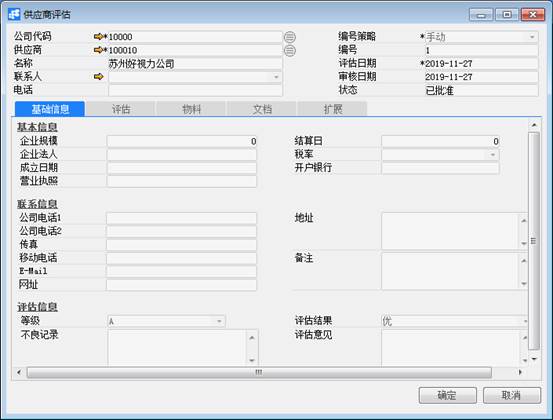 供应商评估
公司代码 *10000 编号策略 *手动
供应商 *100010 编号 1
名称 苏州好视力公司 评估日期 *2019-11-27
联系人 审核日期 2019-11-27
电话 状态 已批准
基础信息 评估 物料 文档 扩展
基本信息
企业规模 0 结算日 0
企业法人 税率
成立日期 开户银行
营业执照
联系信息
公司电话1 地址
公司电话2
传真
移动电话 备注
E-Mail
网址
评估信息
等级 A 评估结果 优
不良记录 评估意见
确定 取消